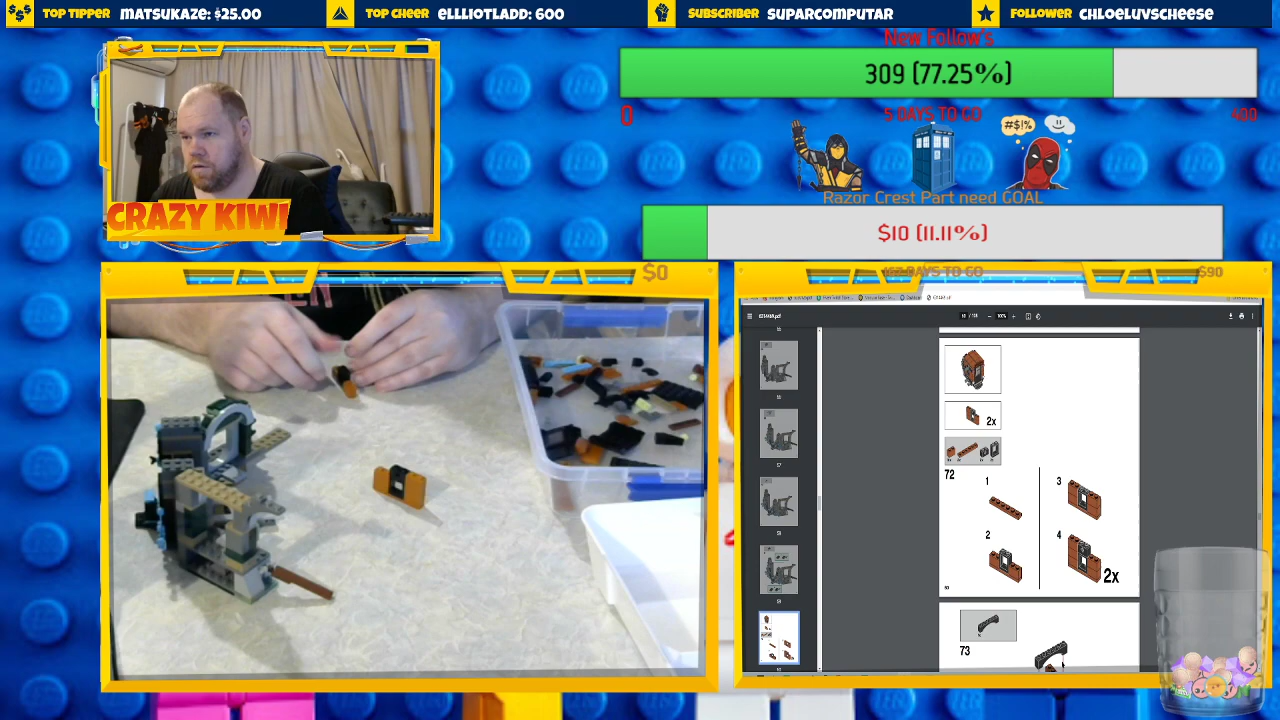 $$$ TOP TIPPER MATSUKAZE: $25.00
TOP CHEER ELLLIOTLADD: 600
SUBSCRIBER SUPARCOMPUTAR
FOLLOWER CHLOELUVSCHEESE
New Follow's
309 (77.25%)
0
5 DAYS TO GO
400
#$!%
Razor Crest Part need GOAL
$10 (11.11%)
$0
$90
CRAZY KIWI
100%
2x
72
1
3
2
4
2x
73